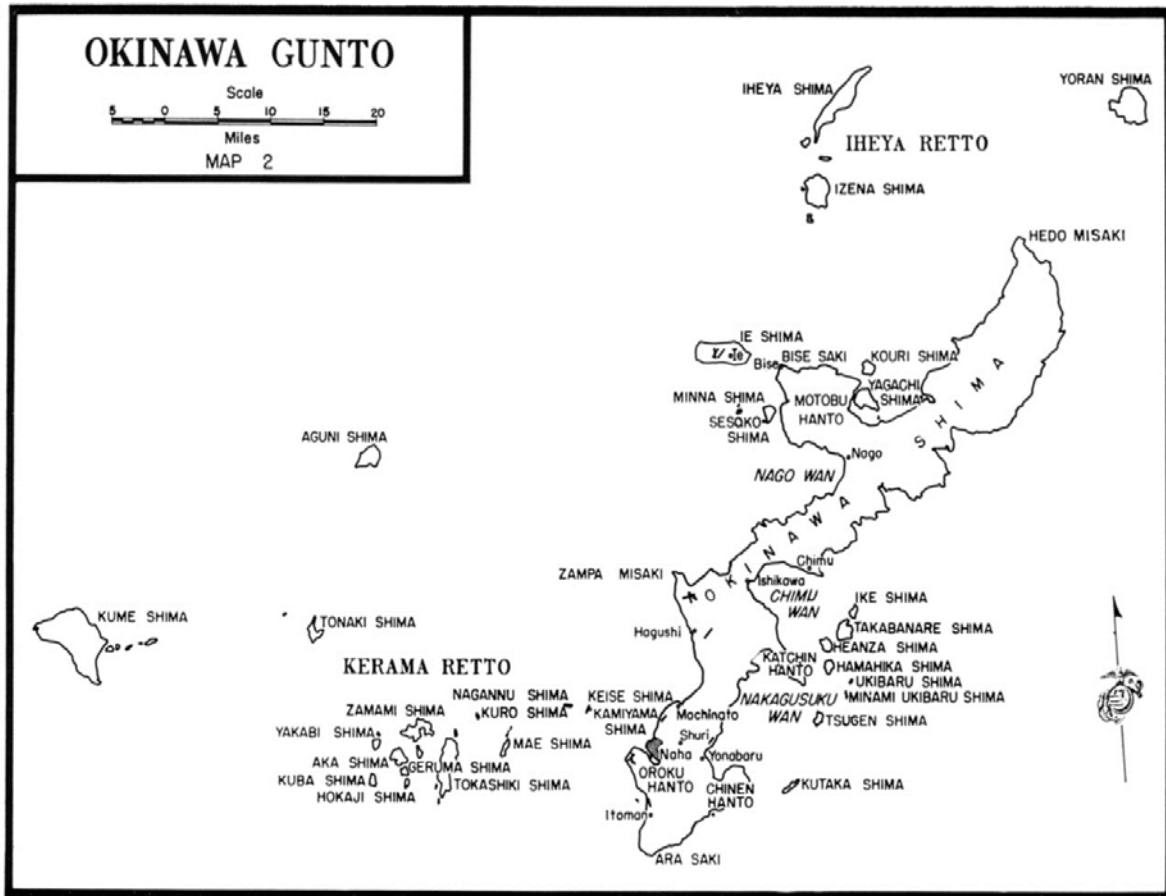 OKINAWA GUNTO
Scale
5 0 5 10 15 20
Miles
MAP 2
IHEYA SHIMA
YORAN SHIMA
IHEYA RETTO
IZENA SHIMA
HEDO MISAKI
IE SHIMA
Ie
Bise
BISE SAKI
KOURI SHIMA
YAGACHI
SHIMA
MINNA SHIMA
MOTOBU
HANTO
SESOKO
SHIMA
AGUNI SHIMA
Nago
NAGO WAN
OKINAWA SHIMA
Chimu
ZAMPA MISAKI
Ishikawa
CHIMU
WAN
IKE SHIMA
KUME SHIMA
TONAKI SHIMA
Hagushi
TAKABANARE SHIMA
HEANZA SHIMA
KERAMA RETTO
KATCHIN
HANTO
HAMAHIKA SHIMA
UKIBARU SHIMA
NAGANNU SHIMA
KEISE SHIMA
NAKAGUSUKU
WAN
MINAMI UKIBARU SHIMA
ZAMAMI SHIMA
KURO SHIMA
KAMIYAMA
SHIMA
Machinato
TSUGEN SHIMA
YAKABI SHIMA
MAE SHIMA
Shuri
AKA SHIMA
GERUMA SHIMA
Naha
Yonabaru
KUBA SHIMA
TOKASHIKI SHIMA
OROKU
HANTO
CHINEN
HANTO
KUTAKA SHIMA
HOKAJI SHIMA
Itoman
ARA SAKI